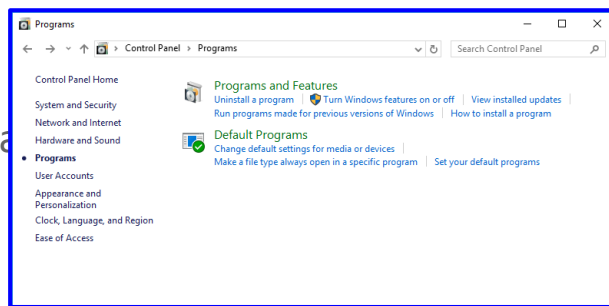 Programs
Control Panel > Programs
Search Control Panel
Control Panel Home
System and Security
Network and Internet
Hardware and Sound
Programs
User Accounts
Appearance and
Personalization
Clock, Language, and Region
Ease of Access
Programs and Features
Uninstall a program | Turn Windows features on or off | View installed updates |
Run programs made for previous versions of Windows | How to install a program
Default Programs
Change default settings for media or devices |
Make a file type always open in a specific program | Set your default programs